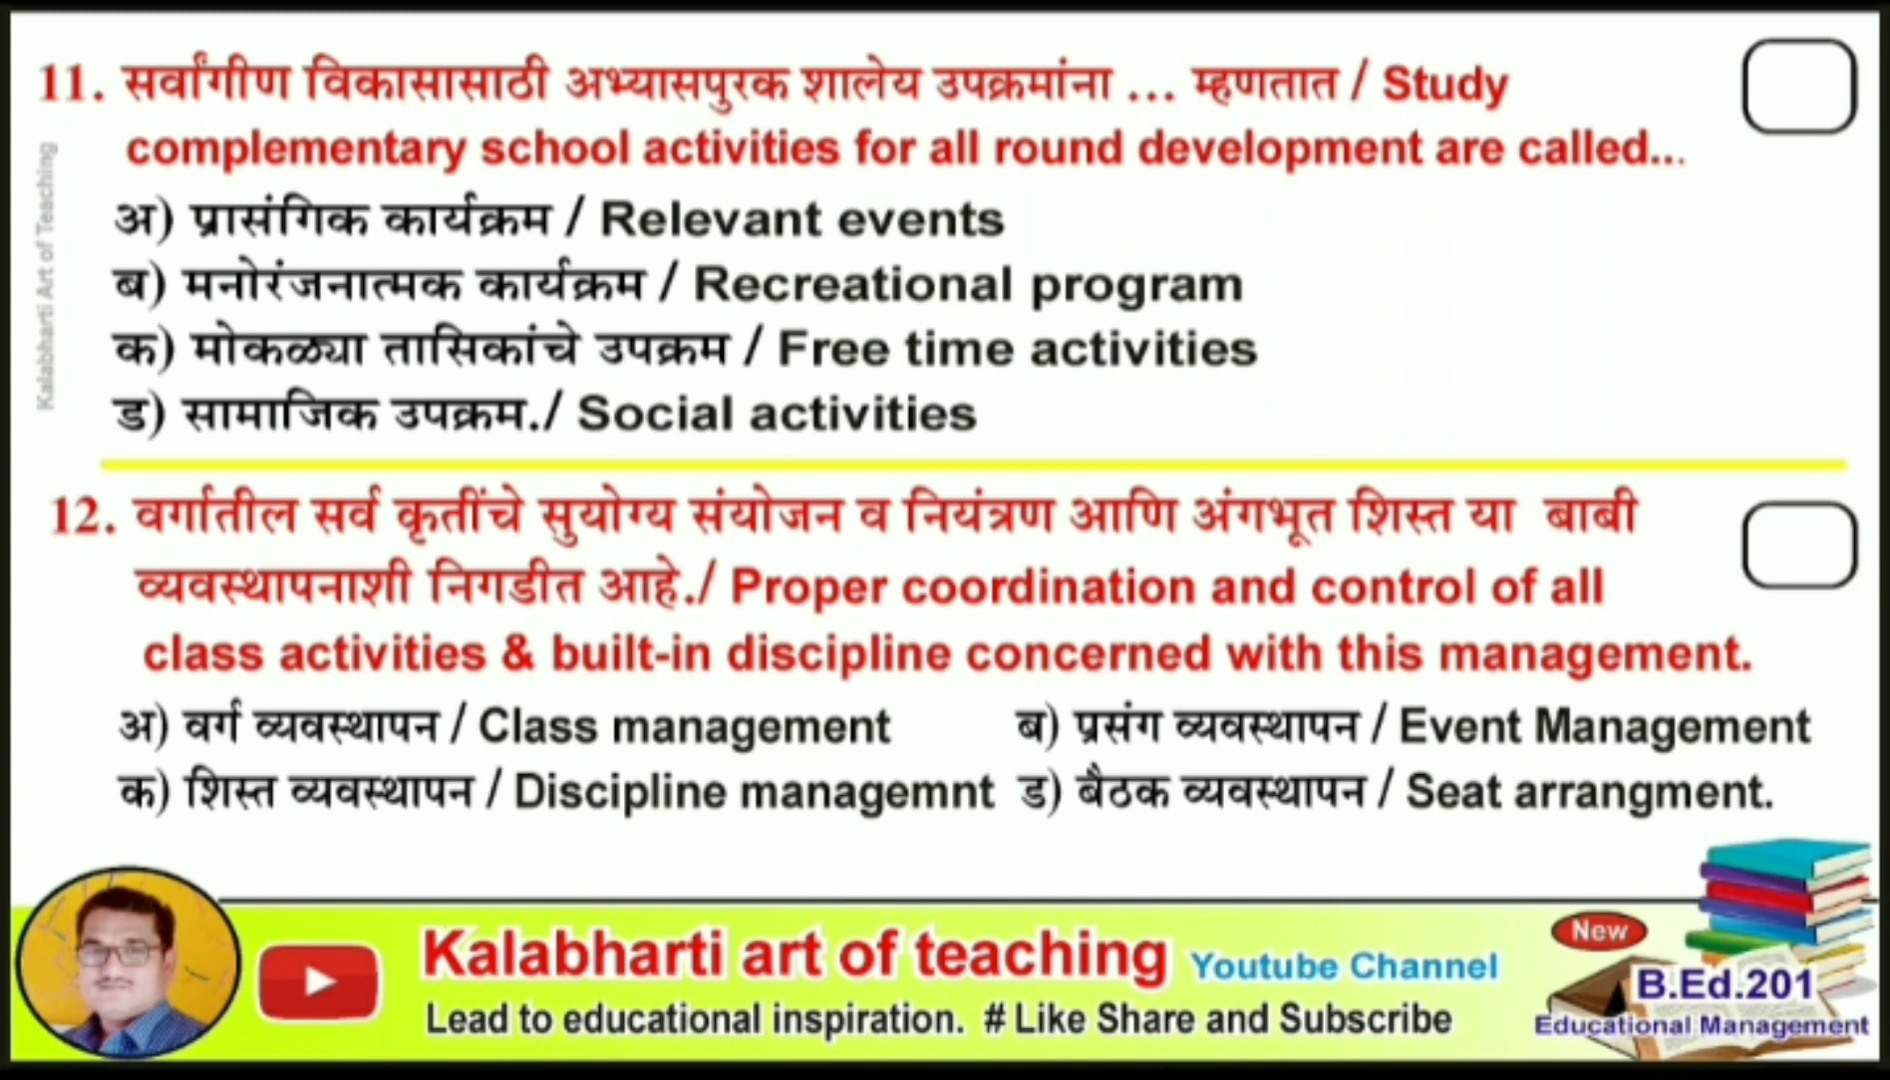 11. सर्वांगीण विकासासाठी अभ्यासपुरक शालेय उपक्रमांना ... म्हणतात / Study
complementary school activities for all round development are called...
अ) प्रासंगिक कार्यक्रम / Relevant events
ब) मनोरंजनात्मक कार्यक्रम / Recreational program
क) मोकळ्या तासिकांचे उपक्रम / Free time activities
ड) सामाजिक उपक्रम./ Social activities
Kalabharti Art of Teaching
12. वर्गातील सर्व कृतींचे सुयोग्य संयोजन व नियंत्रण आणि अंगभूत शिस्त या बाबी
व्यवस्थापनाशी निगडीत आहे./ Proper coordination and control of all
class activities & built-in discipline concerned with this management.
अ) वर्ग व्यवस्थापन / Class management ब) प्रसंग व्यवस्थापन / Event Management
क) शिस्त व्यवस्थापन / Discipline managemnt ड) बैठक व्यवस्थापन / Seat arrangment.
Kalabharti art of teaching Youtube Channel
Lead to educational inspiration. # Like Share and Subscribe
New
B.Ed.201
Educational Management